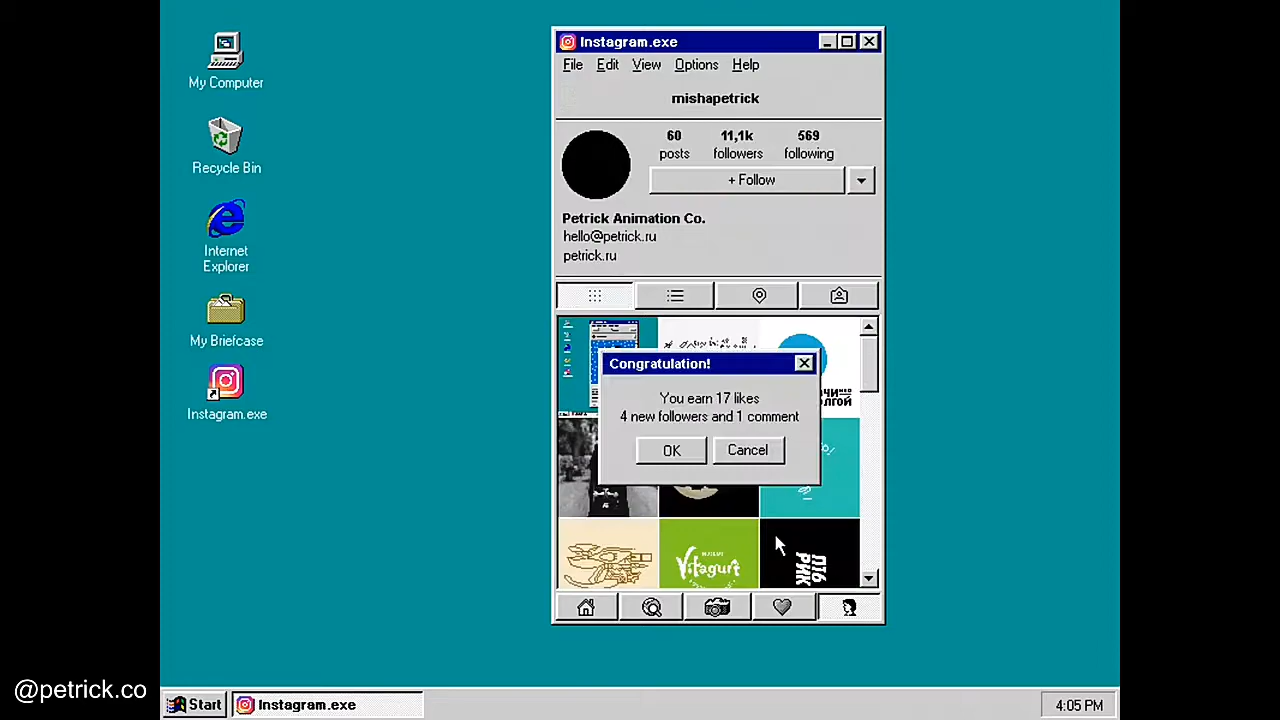 My Computer
Recycle Bin
Internet
Explorer
My Briefcase
Instagram.exe
Instagram.exe
File Edit View Options Help
mishapetrick
60 11,1k 569
posts followers following
+ Follow
Petrick Animation Co.
hello@petrick.ru
petrick.ru
Congratulation!
You earn 17 likes
4 new followers and 1 comment
OK Cancel
Vitagurt
ПТб
РИК
@petrick.co
Start Instagram.exe 4:05 PM